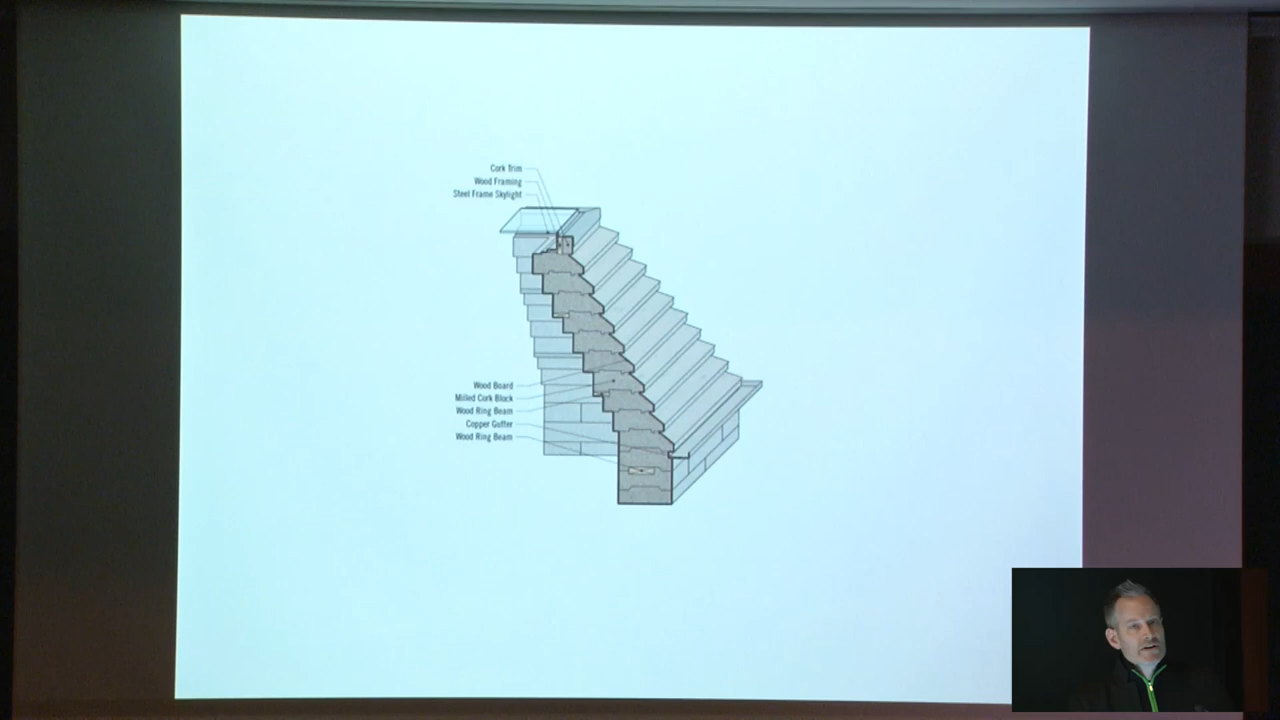 Cork Trim
Wood Framing
Steel Frame Skylight
Wood Board
Milled Cork Block
Wood Ring Beam
Copper Gutter
Wood Ring Beam